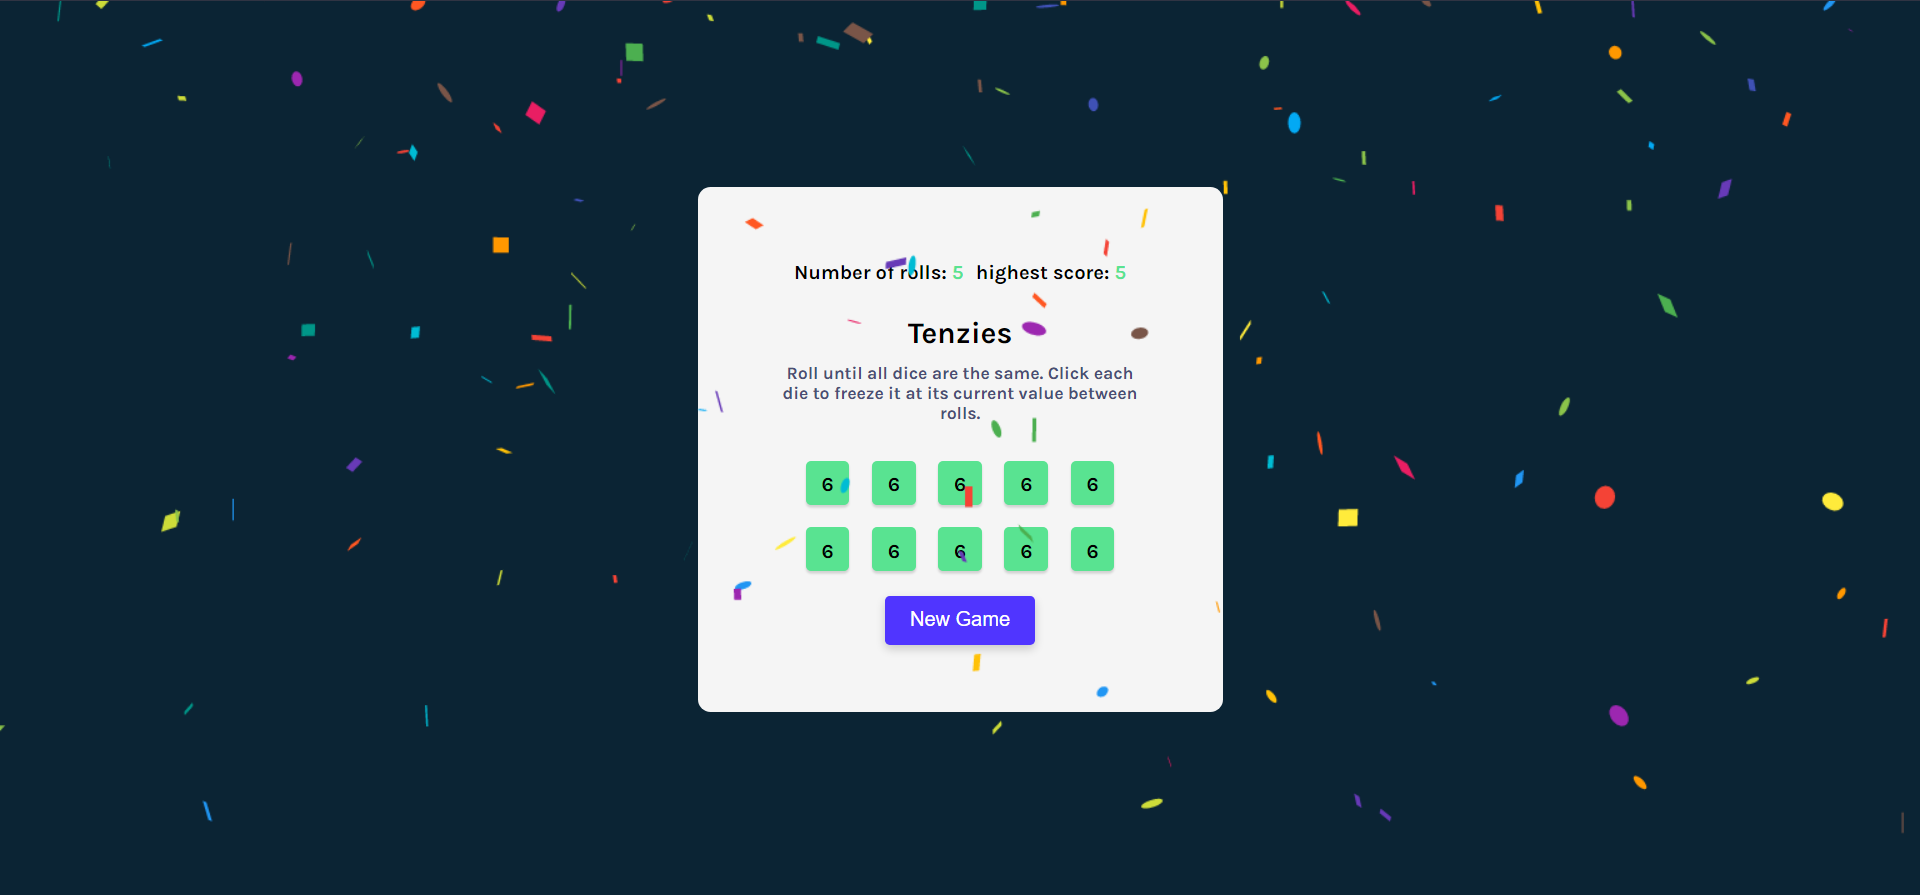 Number of rolls: 5 highest score: 5
Tenzies
Roll until all dice are the same. Click each
die to freeze it at its current value between
rolls.
6 6 6 6 6
6 6 6 6 6
New Game